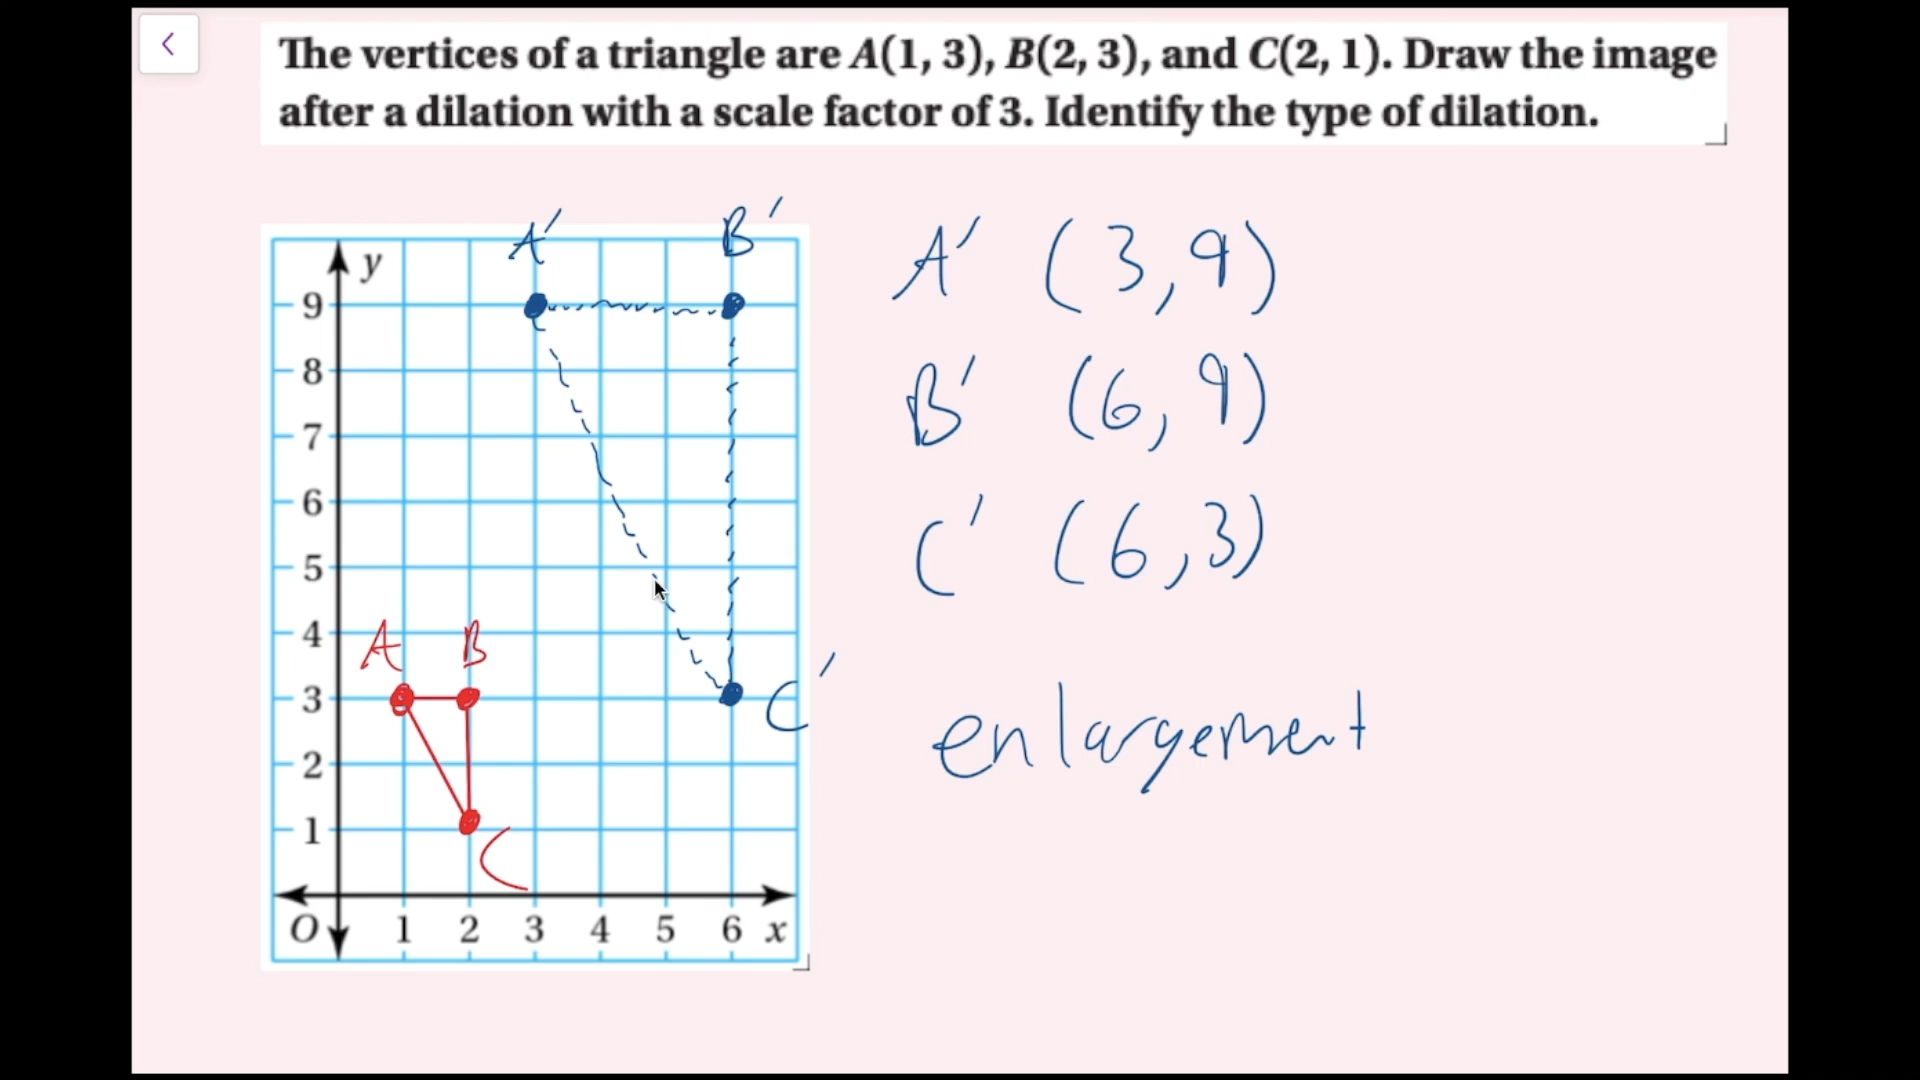 The vertices of a triangle are A(1, 3), B(2, 3), and C(2, 1). Draw the image
after a dilation with a scale factor of 3. Identify the type of dilation.
A' B'
y
9
8
7
6
5
4
3
2
1
A B
C'
C
O 1 2 3 4 5 6 x
A' (3,9)
B' (6,9)
C' (6,3)
enlargement